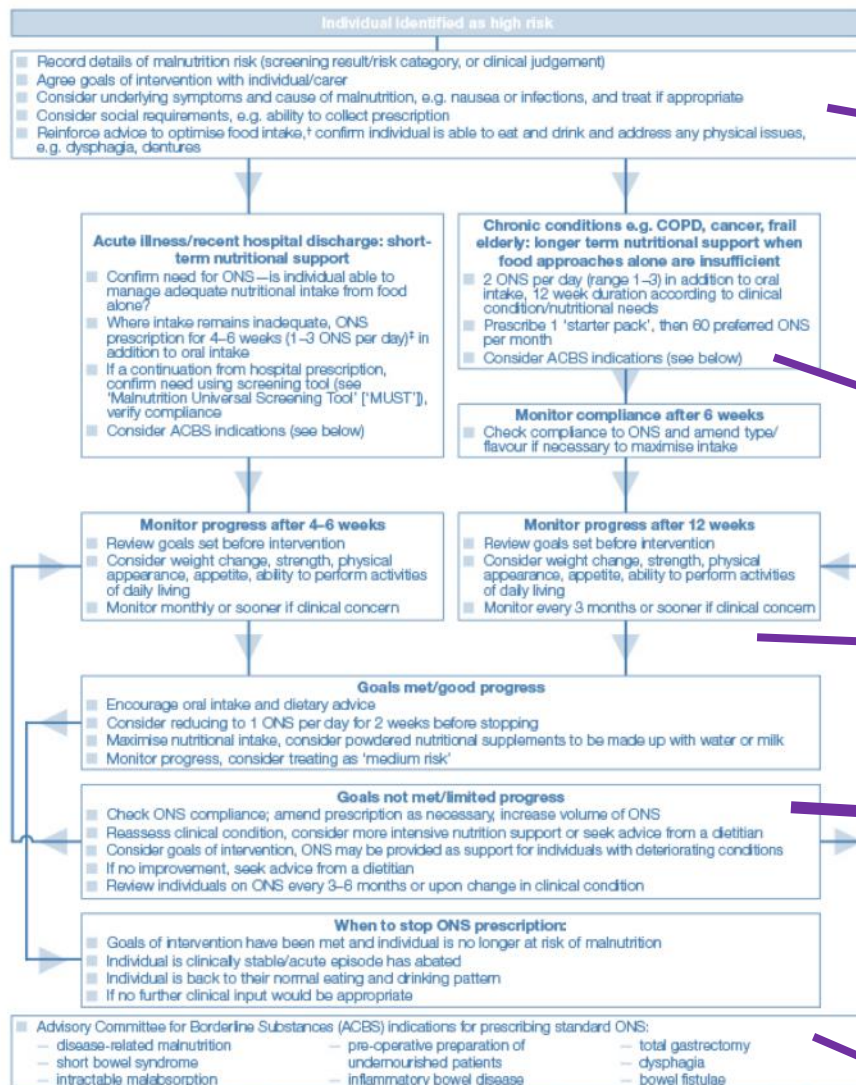 Individual identified as high risk
Record details of malnutrition risk (screening result/risk category, or clinical judgement)
Agree goals of intervention with individual/carer
Consider underlying symptoms and cause of malnutrition, e.g. nausea or infections, and treat if appropriate
Consider social requirements, e.g. ability to collect prescription
Reinforce advice to optimise food intake,† confirm individual is able to eat and drink and address any physical issues,
e.g. dysphagia, dentures
Acute illness/recent hospital discharge: short-
term nutritional support
Confirm need for ONS—is individual able to
manage adequate nutritional intake from food
alone?
Where intake remains inadequate, ONS
prescription for 4–6 weeks (1–3 ONS per day)‡ in
addition to oral intake
If a continuation from hospital prescription,
confirm need using screening tool (see
‘Malnutrition Universal Screening Tool’ [‘MUST’]),
verify compliance
Consider ACBS indications (see below)
Chronic conditions e.g. COPD, cancer, frail
elderly: longer term nutritional support when
food approaches alone are insufficient
2 ONS per day (range 1–3) in addition to oral
intake, 12 week duration according to clinical
condition/nutritional needs
Prescribe 1 ‘starter pack’, then 60 preferred ONS
per month
Consider ACBS indications (see below)
Monitor compliance after 6 weeks
Check compliance to ONS and amend type/
flavour if necessary to maximise intake
Monitor progress after 4–6 weeks
Review goals set before intervention
Consider weight change, strength, physical
appearance, appetite, ability to perform activities
of daily living
Monitor monthly or sooner if clinical concern
Monitor progress after 12 weeks
Review goals set before intervention
Consider weight change, strength, physical
appearance, appetite, ability to perform activities
of daily living
Monitor every 3 months or sooner if clinical concern
Goals met/good progress
Encourage oral intake and dietary advice
Consider reducing to 1 ONS per day for 2 weeks before stopping
Maximise nutritional intake, consider powdered nutritional supplements to be made up with water or milk
Monitor progress, consider treating as ‘medium risk’
Goals not met/limited progress
Check ONS compliance; amend prescription as necessary, increase volume of ONS
Reassess clinical condition, consider more intensive nutrition support or seek advice from a dietitian
Consider goals of intervention, ONS may be provided as support for individuals with deteriorating conditions
If no improvement, seek advice from a dietitian
Review individuals on ONS every 3–6 months or upon change in clinical condition
When to stop ONS prescription:
Goals of intervention have been met and individual is no longer at risk of malnutrition
Individual is clinically stable/acute episode has abated
Individual is back to their normal eating and drinking pattern
If no further clinical input would be appropriate
Advisory Committee for Borderline Substances (ACBS) indications for prescribing standard ONS:
— disease-related malnutrition
— short bowel syndrome
— intractable malabsorption
— pre-operative preparation of
undernourished patients
— inflammatory bowel disease
— total gastrectomy
— dysphagia
— bowel fistulae